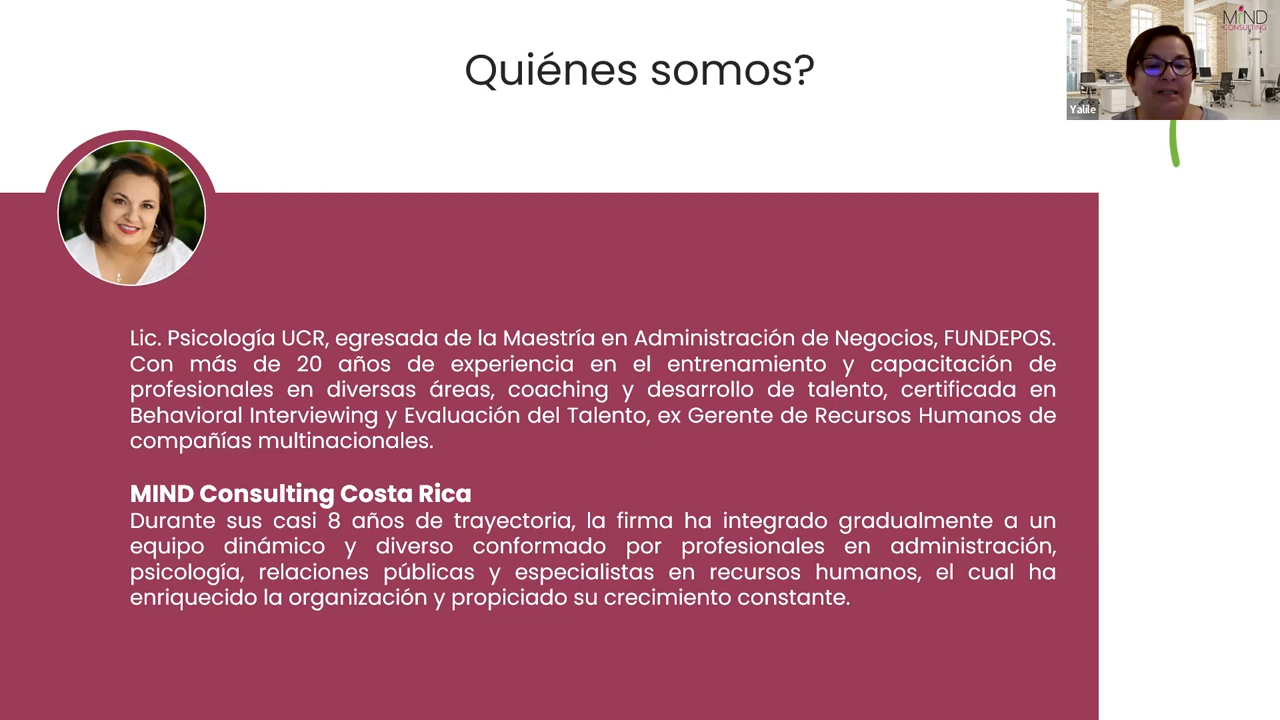 Quiénes somos?
MiND
CONSULTING
Yalile
Lic. Psicología UCR, egresada de la Maestría en Administración de Negocios, FUNDEPOS.
Con más de 20 años de experiencia en el entrenamiento y capacitación de
profesionales en diversas áreas, coaching y desarrollo de talento, certificada en
Behavioral Interviewing y Evaluación del Talento, ex Gerente de Recursos Humanos de
compañías multinacionales.
MIND Consulting Costa Rica
Durante sus casi 8 años de trayectoria, la firma ha integrado gradualmente a un
equipo dinámico y diverso conformado por profesionales en administración,
psicología, relaciones públicas y especialistas en recursos humanos, el cual ha
enriquecido la organización y propiciado su crecimiento constante.